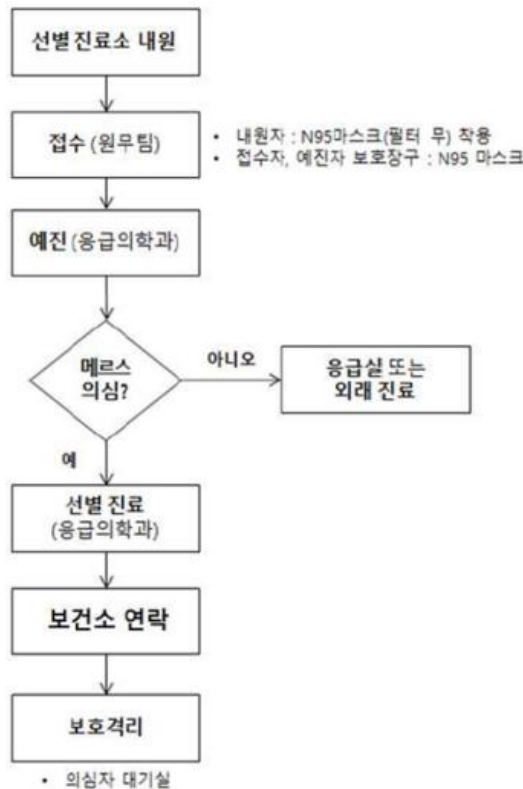 선별 진료소 내원
접수 (원무팀)
• 내원자 : N95마스크(필터 무) 착용
• 접수자, 예진자 보호장구 : N95 마스크
예진 (응급의학과)
메르스
의심?
아니오
응급실 또는
외래 진료
예
선별 진료
(응급의학과)
보건소 연락
보호격리
• 의심자 대기실